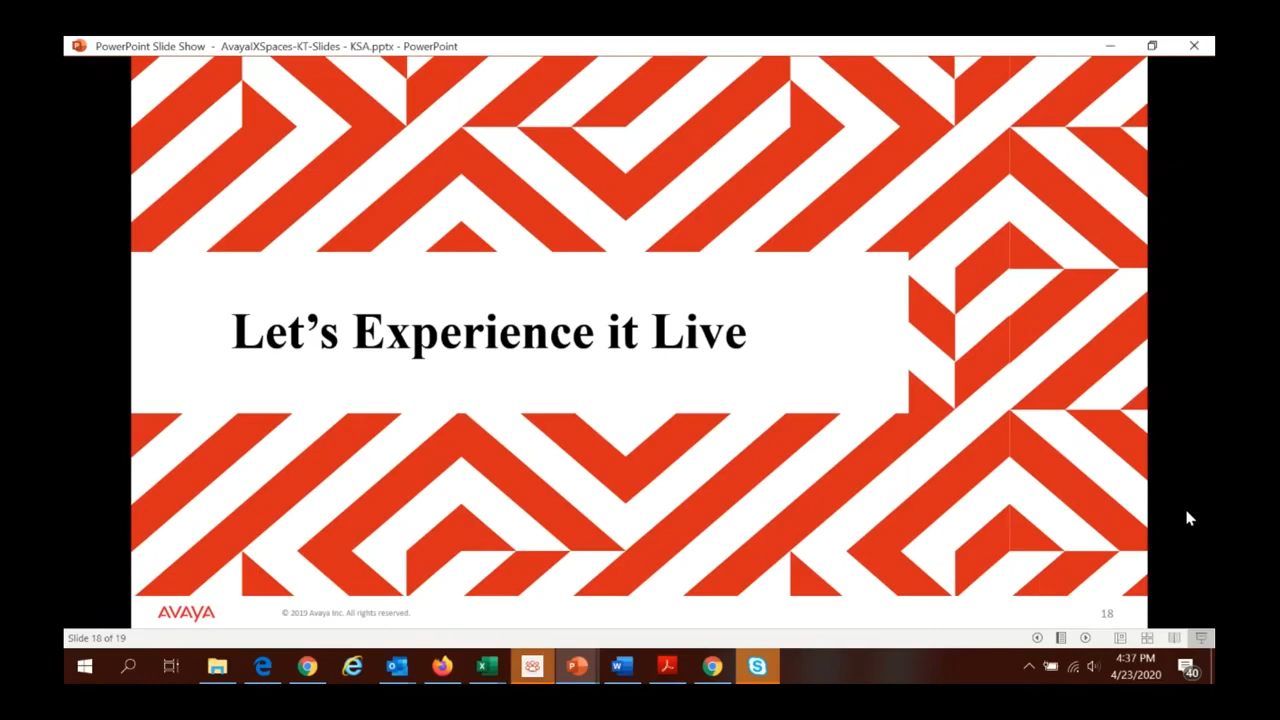 PowerPoint Slide Show - AvayaIXSpaces-KT-Slides - KSA.pptx - PowerPoint
Let's Experience it Live
AVAYA
© 2019 Avaya Inc. All rights reserved.
18
Slide 18 of 19
4:37 PM
4/23/2020
40